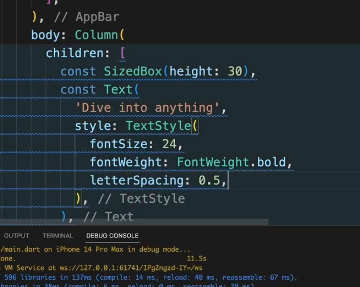 ],
), // AppBar
body: Column(
children: [
const SizedBox(height: 30),
const Text(
'Dive into anything',
style: TextStyle(
fontSize: 24,
fontWeight: FontWeight.bold,
letterSpacing: 0.5,
), // TextStyle
), // Text
OUTPUT TERMINAL DEBUG CONSOLE
/main.dart on iPhone 14 Pro Max in debug mode...
one. 11.5s
VM Service at ws://127.0.0.1:61741/IPgZngzd-IY=/ws
596 libraries in 137ms (compile: 14 ms, reload: 40 ms, reassemble: 67 ms).